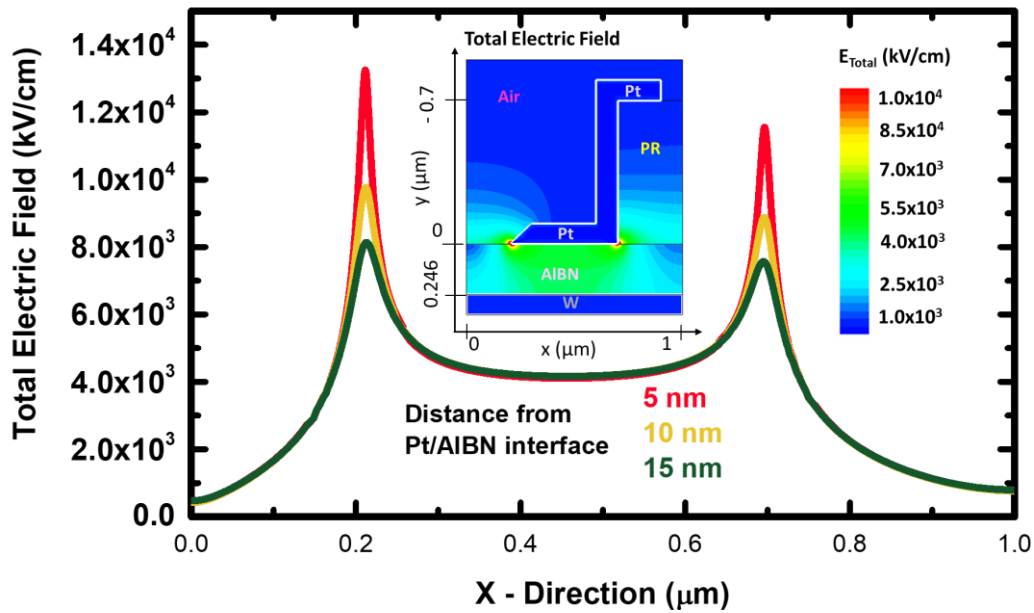 Total Electric Field (kV/cm)
1.4x10⁴
1.2x10⁴
1.0x10⁴
8.0x10³
6.0x10³
4.0x10³
2.0x10³
0.0
0.0 0.2 0.4 0.6 0.8 1.0
X - Direction (μm)
Total Electric Field
Air
Pt
PR
Pt
AlBN
W
- 0.7
0
0.246
y (μm)
0 1
x (μm)
E_Total (kV/cm)
1.0x10⁴
8.5x10⁴
7.0x10³
5.5x10³
4.0x10³
2.5x10³
1.0x10³
Distance from
Pt/AlBN interface
5 nm
10 nm
15 nm